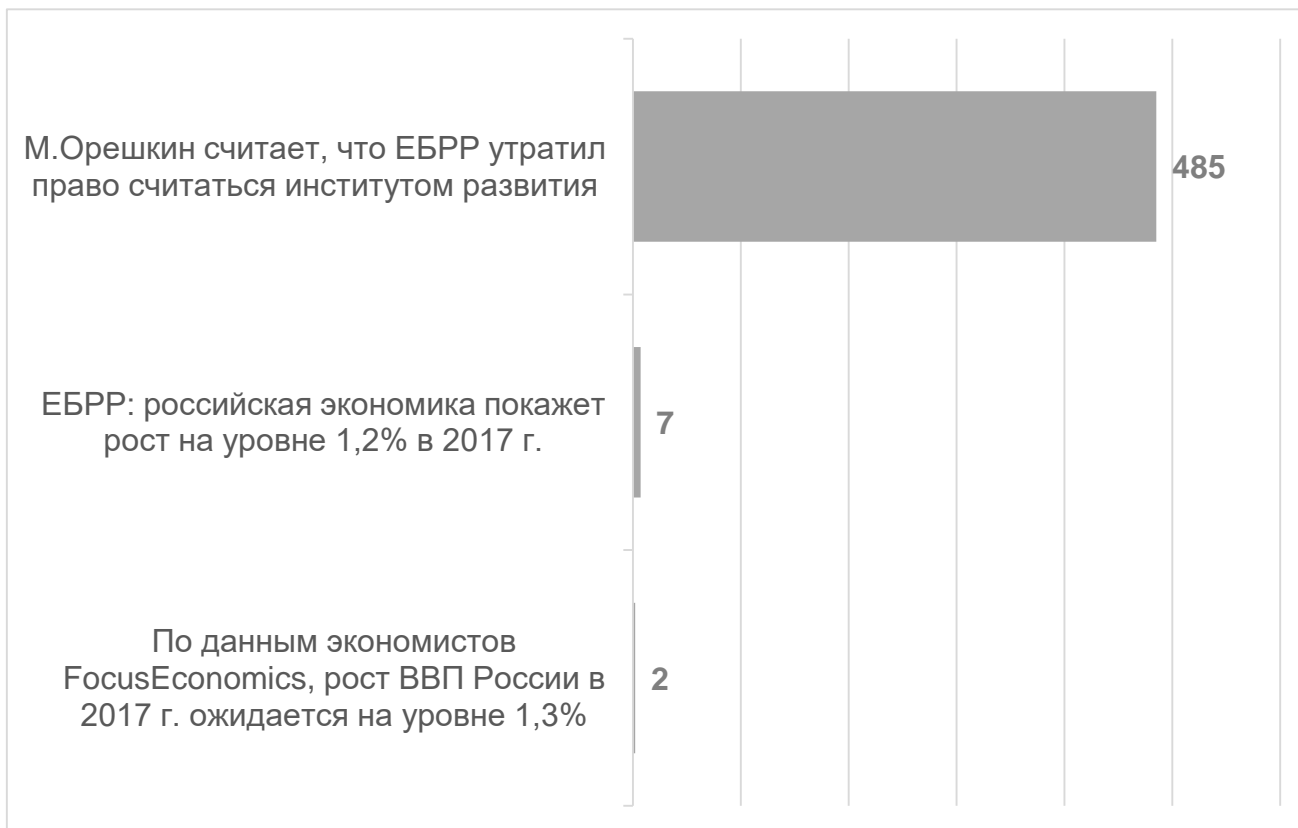 М.Орешкин считает, что ЕБРР утратил
право считаться институтом развития
485
ЕБРР: российская экономика покажет
рост на уровне 1,2% в 2017 г.
7
По данным экономистов
FocusEconomics, рост ВВП России в
2017 г. ожидается на уровне 1,3%
2